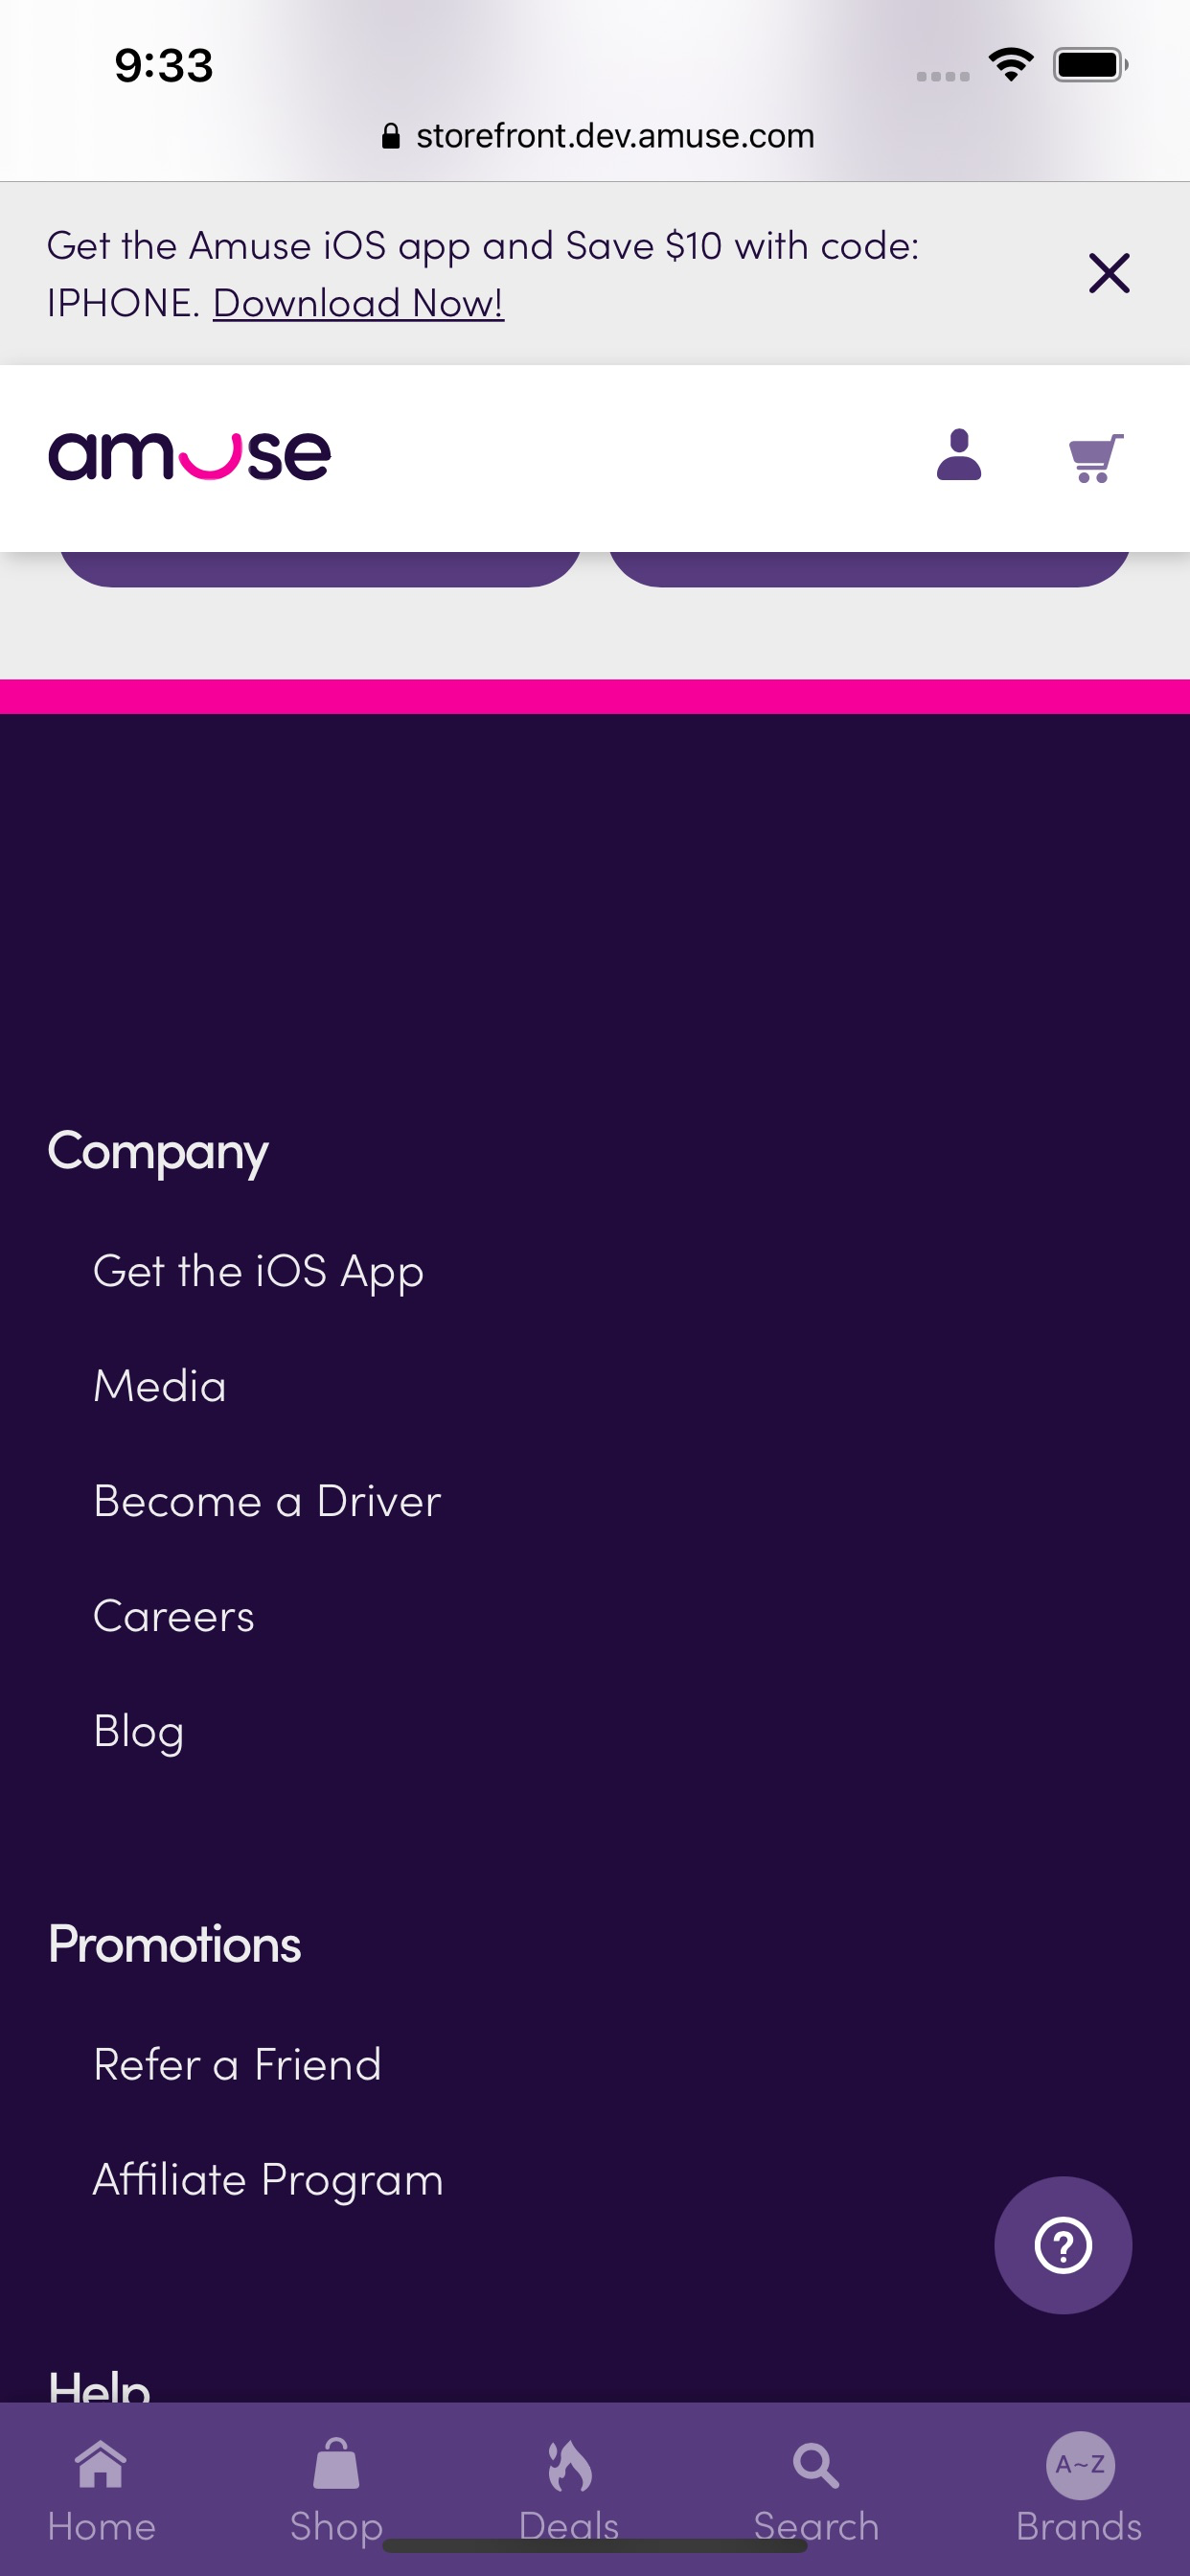 9:33
storefront.dev.amuse.com
Get the Amuse iOS app and Save $10 with code:
IPHONE. Download Now!
amuse
Company
Get the iOS App
Media
Become a Driver
Careers
Blog
Promotions
Refer a Friend
Affiliate Program
?
Help
A~Z
Home Shop Deals Search Brands